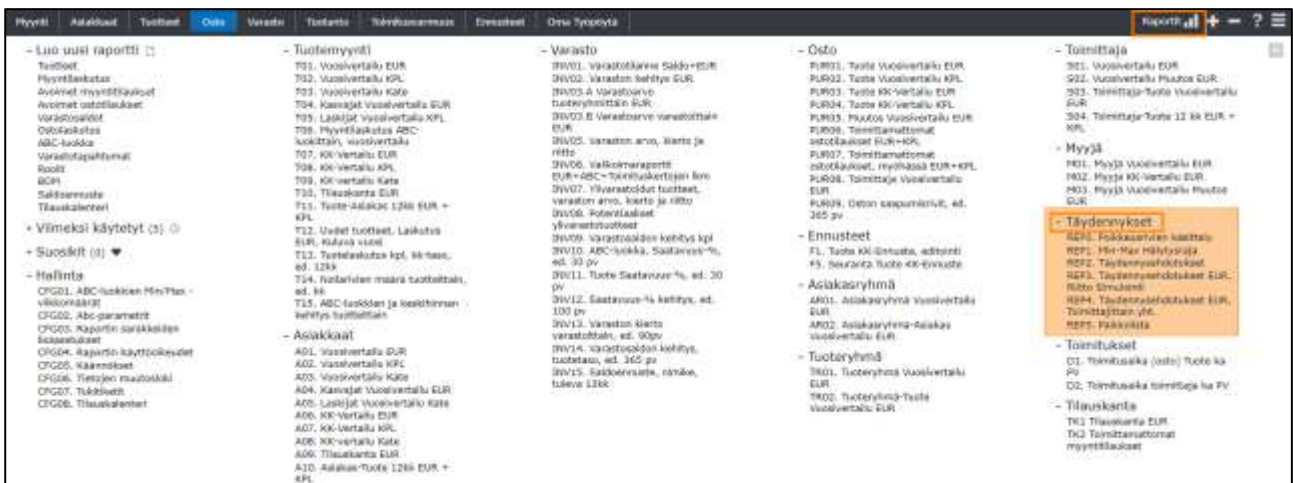 Myynti Asiakkaat Tuotteet Osto Varasto Tuotanto Toimitusvarmuus Ennusteet Oma Työpöytä Raportit + − ? ☰
– Luo uusi raportti
Tuotteet
Myyntilaskutus
Avoimet myyntitilaukset
Avoimet ostotilaukset
Varastosaldot
Ostolaskutus
ABC-luokka
Varastotapahtumat
Roolit
BOM
Saldoennuste
Tilauskalenteri
+ Viimeksi käytetyt (5)
+ Suosikit (0) ♥
– Hallinta
CFG01. ABC-luokkien Min/Max -
viikkomäärät
CFG02. Abc-parametrit
CFG03. Raportin sarakkeiden
lisäasetukset
CFG04. Raportin käyttöoikeudet
CFG05. Käännökset
CFG06. Tietojen muutosloki
CFG07. Tukitiketit
CFG08. Tilauskalenteri
– Tuotemyynti
T01. Vuosivertailu EUR
T02. Vuosivertailu KPL
T03. Vuosivertailu Kate
T04. Kasvajat Vuosivertailu EUR
T05. Laskijat Vuosivertailu KPL
T06. Myyntilaskutus ABC-
luokittain, vuosivertailu
T07. KK-Vertailu EUR
T08. KK-Vertailu KPL
T09. KK-vertailu Kate
T10. Tilauskanta EUR
T11. Tuote-Asiakas 12kk EUR +
KPL
T12. Uudet tuotteet, Laskutus
EUR, Kuluva vuosi
T13. Tuotelaskutus kpl, kk-taso,
ed. 12kk
T14. Notarivien määrä tuotteittain,
ed. kk
T15. ABC-luokkien ja keskihinnan
kehitys tuotteittain
– Asiakkaat
A01. Vuosivertailu EUR
A02. Vuosivertailu KPL
A03. Vuosivertailu Kate
A04. Kasvajat Vuosivertailu EUR
A05. Laskijat Vuosivertailu Kate
A06. KK-Vertailu EUR
A07. KK-Vertailu KPL
A08. KK-vertailu Kate
A09. Tilauskanta EUR
A10. Asiakas-Tuote 12kk EUR +
KPL
– Varasto
INV01. Varastotilanne Saldo+EUR
INV02. Varaston kehitys EUR
INV03.A Varastoarvo
tuoteryhmittäin EUR
INV03.B Varastoarvo varastoittain
EUR
INV05. Varaston arvo, kierto ja
riitto
INV06. Valikoimaraportti
EUR+ABC+Toimituskertojen lkm
INV07. Ylivarastoidut tuotteet,
varaston arvo, kierto ja riitto
INV08. Potentiaaliset
ylivarastotuotteet
INV09. Varastosaldon kehitys kpl
INV10. ABC-luokka, Saatavuus-%,
ed. 30 pv
INV11. Tuote Saatavuus %, ed. 30
pv
INV12. Saatavuus-% kehitys, ed.
100 pv
INV13. Varaston kierto
varastoittain, ed. 90pv
INV14. Varastosaldon kehitys,
tuotetaso, ed. 365 pv
INV15. Saldoennuste, nimike,
tuleva 12kk
– Osto
PUR01. Tuote Vuosivertailu EUR
PUR02. Tuote Vuosivertailu KPL
PUR03. Tuote KK-Vertailu EUR
PUR04. Tuote KK-Vertailu KPL
PUR05. Muutos Vuosivertailu EUR
PUR06. Toimittamattomat
ostotilaukset EUR+KPL
PUR07. Toimittamattomat
ostotilaukset, myöhässä EUR+KPL
PUR08. Toimittaja Vuosivertailu
EUR
PUR09. Oston saapumisrivit, ed.
365 pv
– Ennusteet
F1. Tuote KK-Ennuste, editointi
F5. Seuranta Tuote KK-Ennuste
– Asiakasryhmä
AR01. Asiakasryhmä Vuosivertailu
EUR
AR02. Asiakasryhmä-Asiakas
Vuosivertailu EUR
– Tuoteryhmä
TR01. Tuoteryhmä Vuosivertailu
EUR
TR02. Tuoteryhmä-Tuote
Vuosivertailu EUR
– Toimittaja
S01. Vuosivertailu EUR
S02. Vuosivertailu Muutos EUR
S03. Toimittaja-Tuote Vuosivertailu
EUR
S04. Toimittaja-Tuote 12 kk EUR +
KPL
– Myyjä
M01. Myyjä Vuosivertailu EUR
M02. Myyjä KK-Vertailu EUR
M03. Myyjä Vuosivertailu Muutos
EUR
– Täydennykset
REP0. Poikkeusarvien käsittely
REP1. Min-Max Hälytysraja
REP2. Täydennysehdotukset
REP3. Täydennysehdotukset EUR,
Riitto Simulointi
REP4. Täydennysehdotukset EUR,
Toimittajittain yht.
REP5. Paikkolista
– Toimitukset
D1. Toimitusaika (osto) Tuote ka
PV
D2. Toimitusaika toimittaja ka PV
– Tilauskanta
TK1 Tilauskanta EUR
TK2 Toimittamattomat
myyntitilaukset